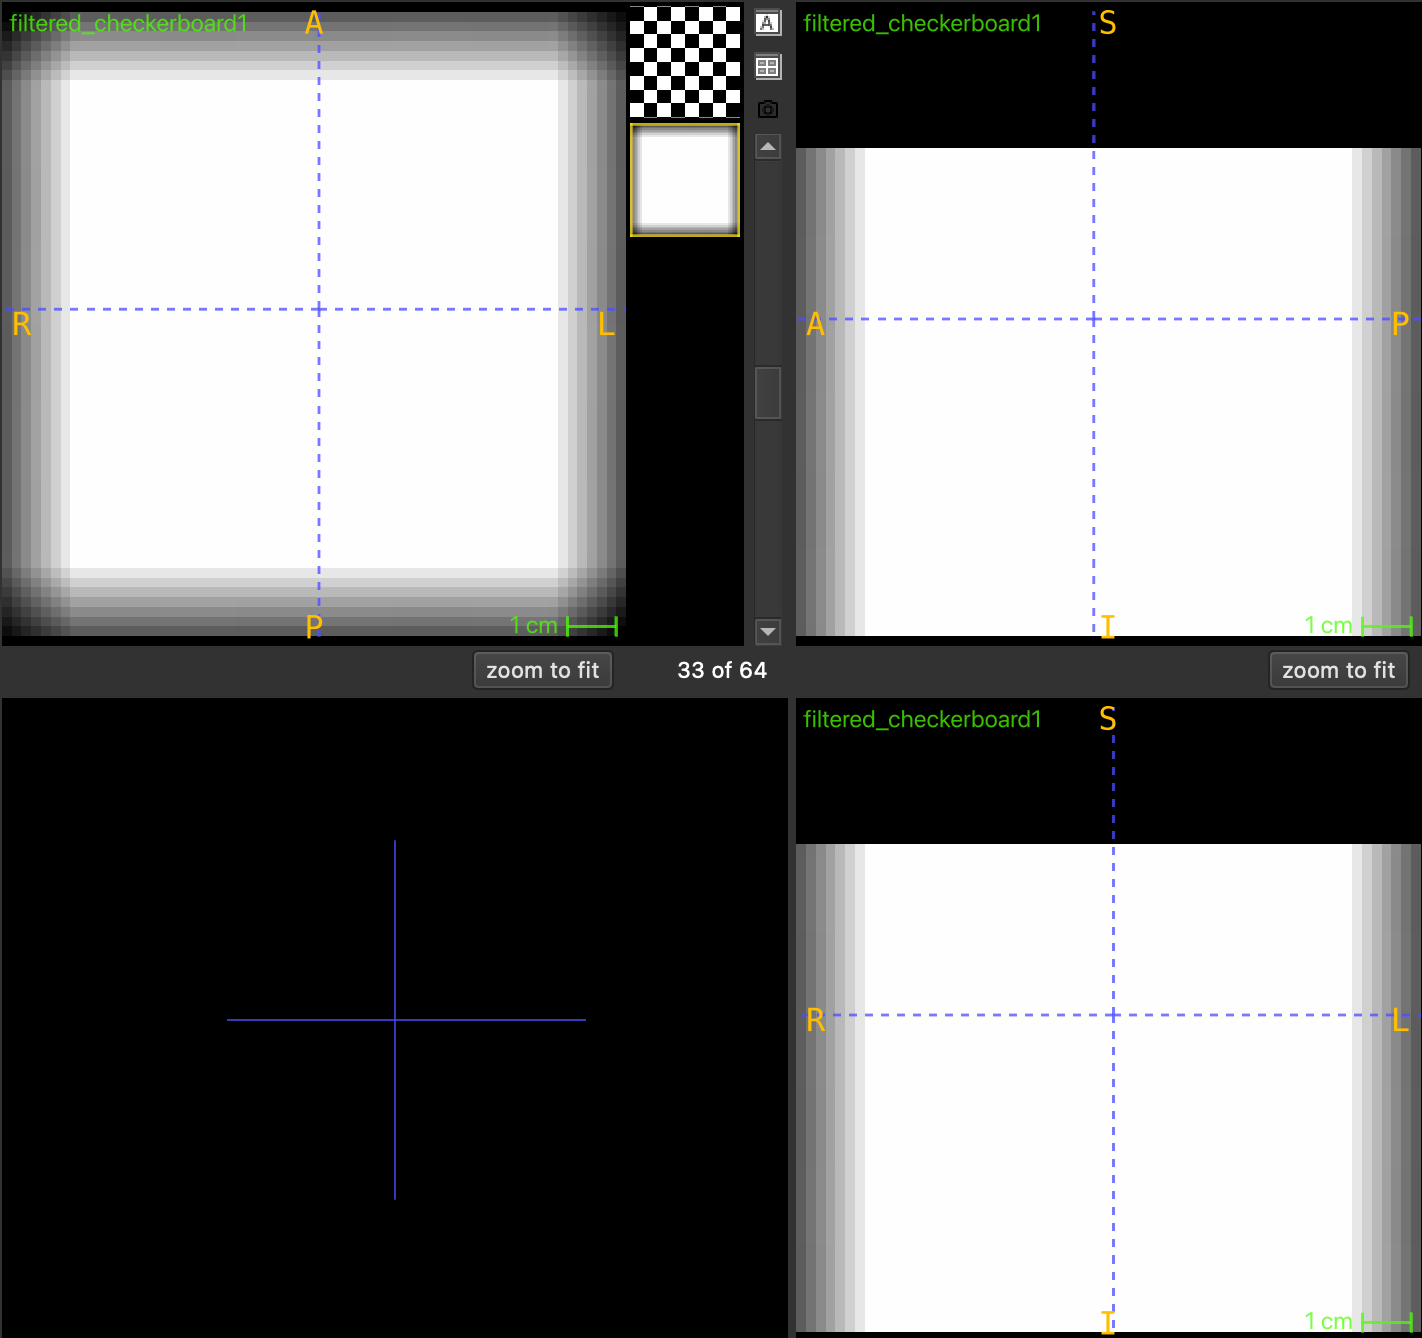 filtered_checkerboard1
A
R
L
P
1 cm
A
filtered_checkerboard1
S
A
P
I
1 cm
zoom to fit
33 of 64
zoom to fit
filtered_checkerboard1
S
R
L
I
1 cm